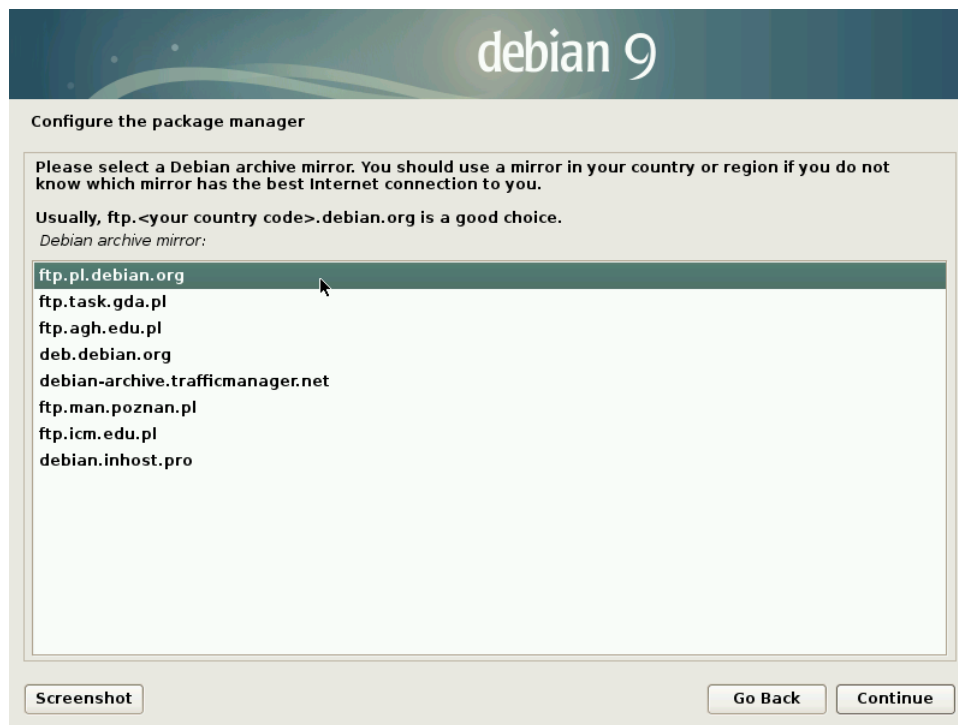 debian 9
Configure the package manager
Please select a Debian archive mirror. You should use a mirror in your country or region if you do not
know which mirror has the best Internet connection to you.
Usually, ftp.<your country code>.debian.org is a good choice.
Debian archive mirror:
ftp.pl.debian.org
ftp.task.gda.pl
ftp.agh.edu.pl
deb.debian.org
debian-archive.trafficmanager.net
ftp.man.poznan.pl
ftp.icm.edu.pl
debian.inhost.pro
Screenshot
Go Back
Continue